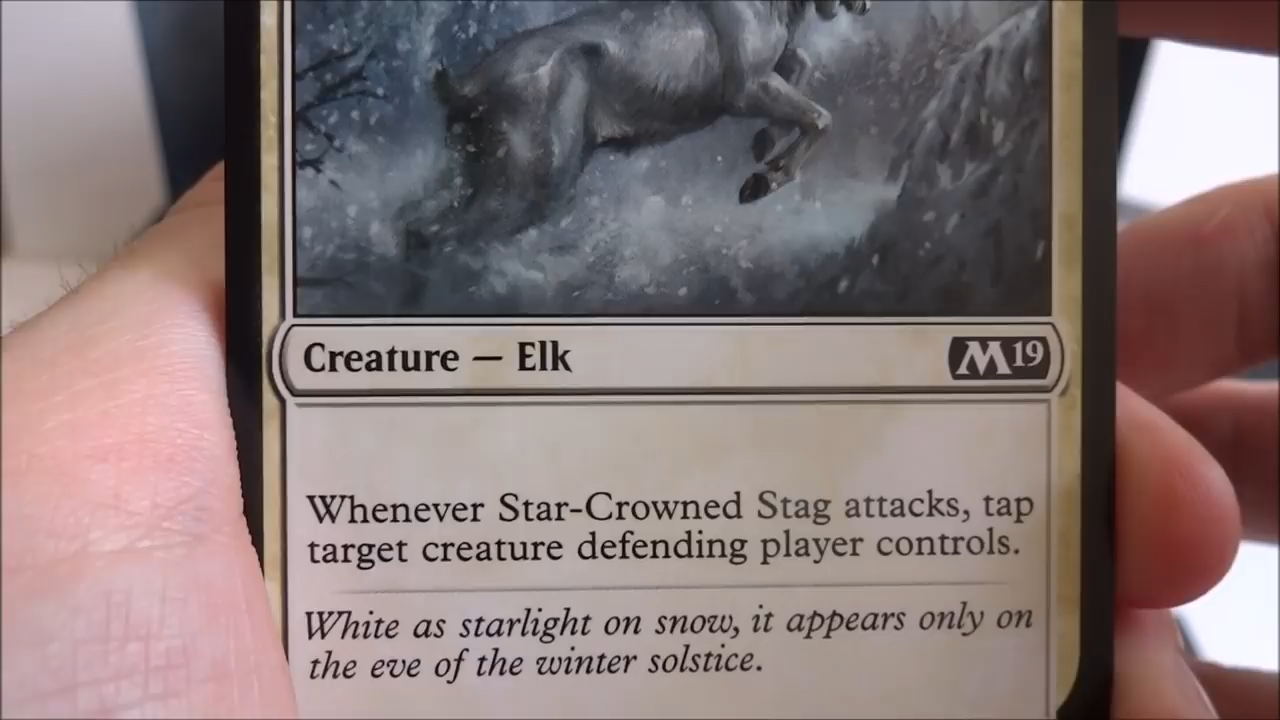 Creature — Elk
M19
Whenever Star-Crowned Stag attacks, tap
target creature defending player controls.
White as starlight on snow, it appears only on
the eve of the winter solstice.